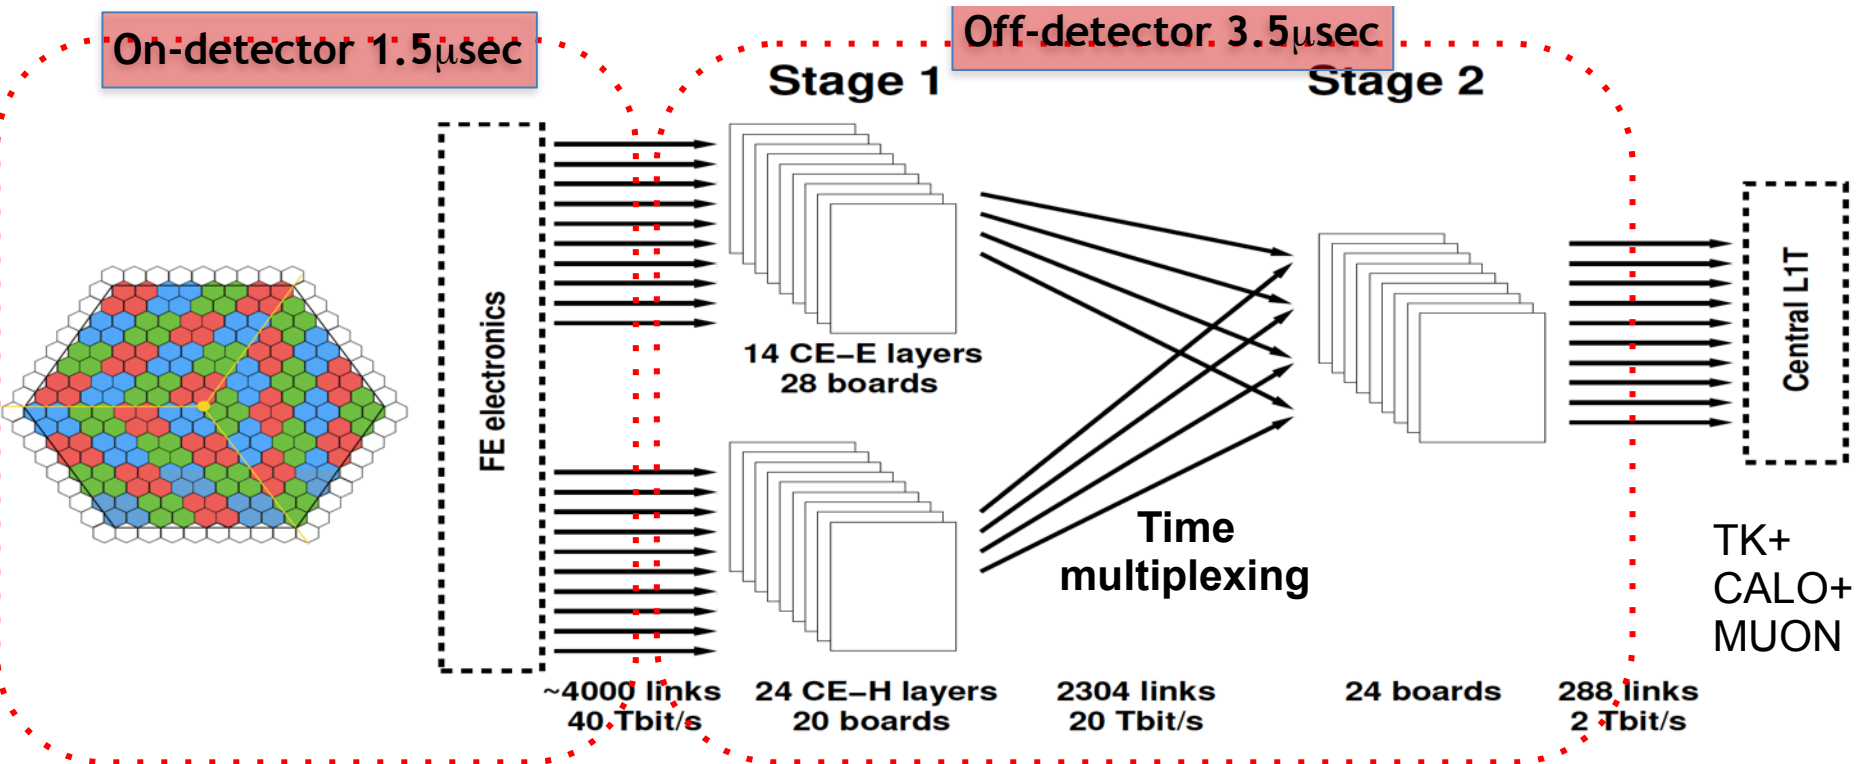 On-detector 1.5μsec
Off-detector 3.5μsec
Stage 1
Stage 2
FE electronics
14 CE−E layers
28 boards
Central L1T
Time
multiplexing
TK+
CALO+
MUON
~4000 links
40 Tbit/s
24 CE−H layers
20 boards
2304 links
20 Tbit/s
24 boards
288 links
2 Tbit/s